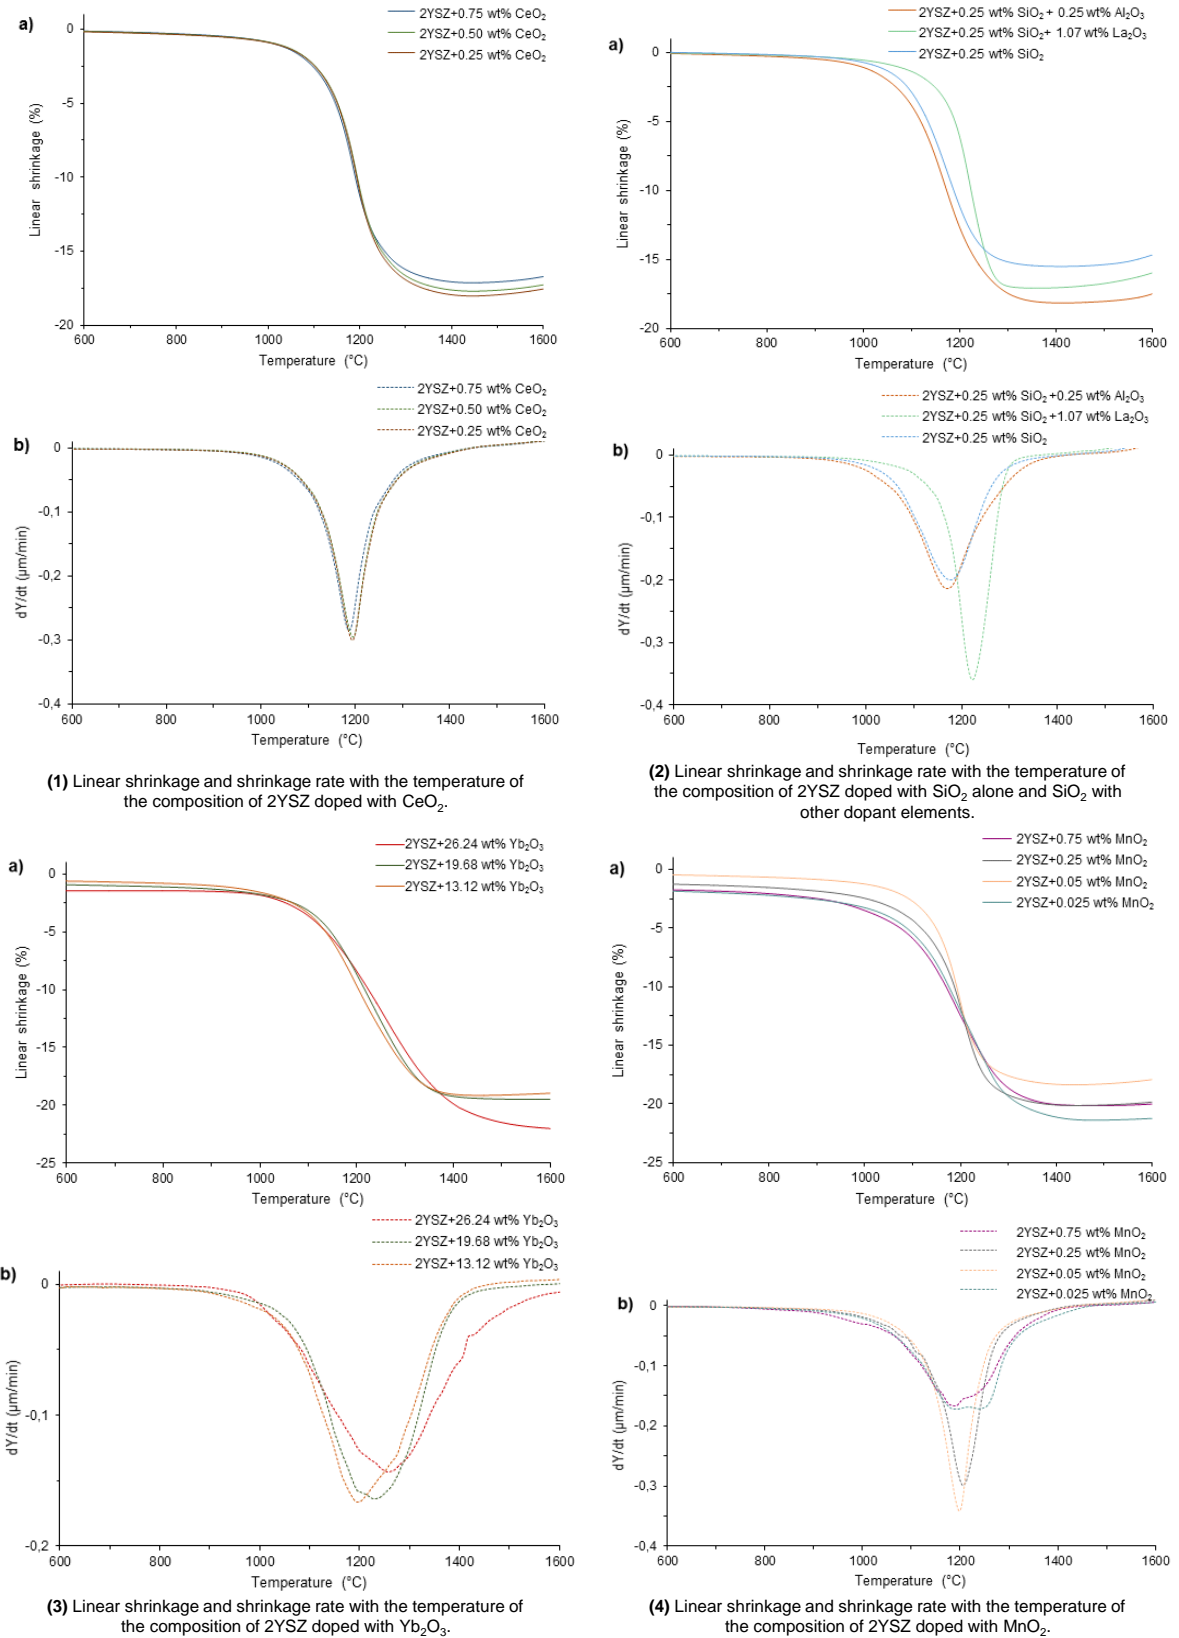 a)
2YSZ+0.75 wt% CeO₂
2YSZ+0.50 wt% CeO₂
2YSZ+0.25 wt% CeO₂
0
-5
-10
-15
-20
Linear shrinkage (%)
600
800
1000
1200
1400
1600
Temperature (°C)
b)
2YSZ+0.75 wt% CeO₂
2YSZ+0.50 wt% CeO₂
2YSZ+0.25 wt% CeO₂
0
-0,1
-0,2
-0,3
-0,4
dY/dt (µm/min)
600
800
1000
1200
1400
1600
Temperature (°C)
(1) Linear shrinkage and shrinkage rate with the temperature of
the composition of 2YSZ doped with CeO₂.
a)
2YSZ+0.25 wt% SiO₂ + 0.25 wt% Al₂O₃
2YSZ+0.25 wt% SiO₂+ 1.07 wt% La₂O₃
2YSZ+0.25 wt% SiO₂
0
-5
-10
-15
-20
Linear shrinkage (%)
600
800
1000
1200
1400
1600
Temperature (°C)
b)
2YSZ+0.25 wt% SiO₂ +0.25 wt% Al₂O₃
2YSZ+0.25 wt% SiO₂ +1.07 wt% La₂O₃
2YSZ+0.25 wt% SiO₂
0
-0,1
-0,2
-0,3
-0,4
dY/dt (µm/min)
600
800
1000
1200
1400
1600
Temperature (°C)
(2) Linear shrinkage and shrinkage rate with the temperature of
the composition of 2YSZ doped with SiO₂ alone and SiO₂ with
other dopant elements.
a)
2YSZ+26.24 wt% Yb₂O₃
2YSZ+19.68 wt% Yb₂O₃
2YSZ+13.12 wt% Yb₂O₃
0
-5
-10
-15
-20
-25
Linear shrinkage (%)
600
800
1000
1200
1400
1600
Temperature (°C)
b)
2YSZ+26.24 wt% Yb₂O₃
2YSZ+19.68 wt% Yb₂O₃
2YSZ+13.12 wt% Yb₂O₃
0
-0,1
-0,2
dY/dt (µm/min)
600
800
1000
1200
1400
1600
Temperature (°C)
(3) Linear shrinkage and shrinkage rate with the temperature of
the composition of 2YSZ doped with Yb₂O₃.
a)
2YSZ+0.75 wt% MnO₂
2YSZ+0.25 wt% MnO₂
2YSZ+0.05 wt% MnO₂
2YSZ+0.025 wt% MnO₂
0
-5
-10
-15
-20
-25
Linear shrinkage (%)
600
800
1000
1200
1400
1600
Temperature (°C)
b)
2YSZ+0.75 wt% MnO₂
2YSZ+0.25 wt% MnO₂
2YSZ+0.05 wt% MnO₂
2YSZ+0.025 wt% MnO₂
0
-0,1
-0,2
-0,3
-0,4
dY/dt (µm/min)
600
800
1000
1200
1400
1600
Temperature (°C)
(4) Linear shrinkage and shrinkage rate with the temperature of
the composition of 2YSZ doped with MnO₂.